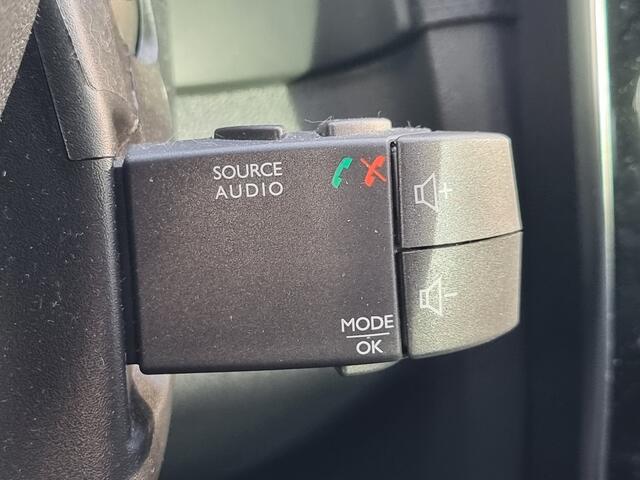 SOURCE
AUDIO
+
-
MODE
OK